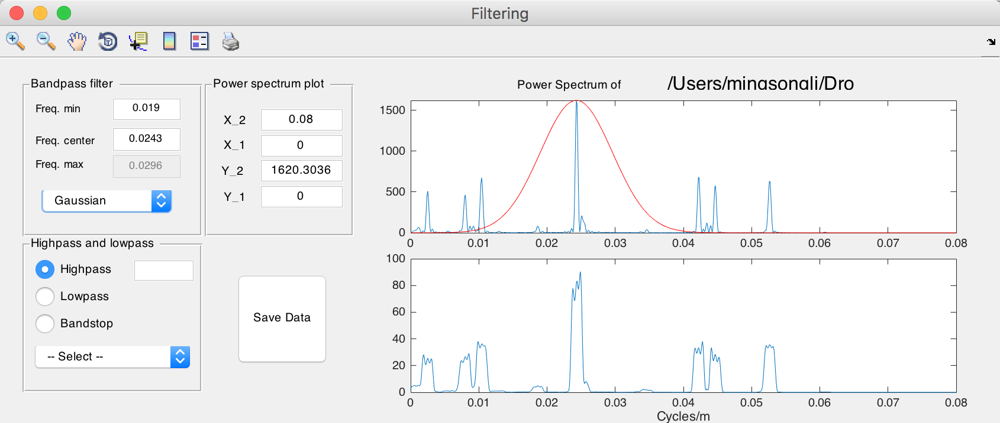 Filtering
Bandpass filter
Freq. min 0.019
Freq. center 0.0243
Freq. max 0.0296
Gaussian
Power spectrum plot
X_2 0.08
X_1 0
Y_2 1620.3036
Y_1 0
Highpass and lowpass
Highpass
Lowpass
Bandstop
-- Select --
Save Data
Power Spectrum of /Users/minasonali/Dro
1500
1000
500
0
0 0.01 0.02 0.03 0.04 0.05 0.06 0.07 0.08
100
80
60
40
20
0
0 0.01 0.02 0.03 0.04 0.05 0.06 0.07 0.08
Cycles/m